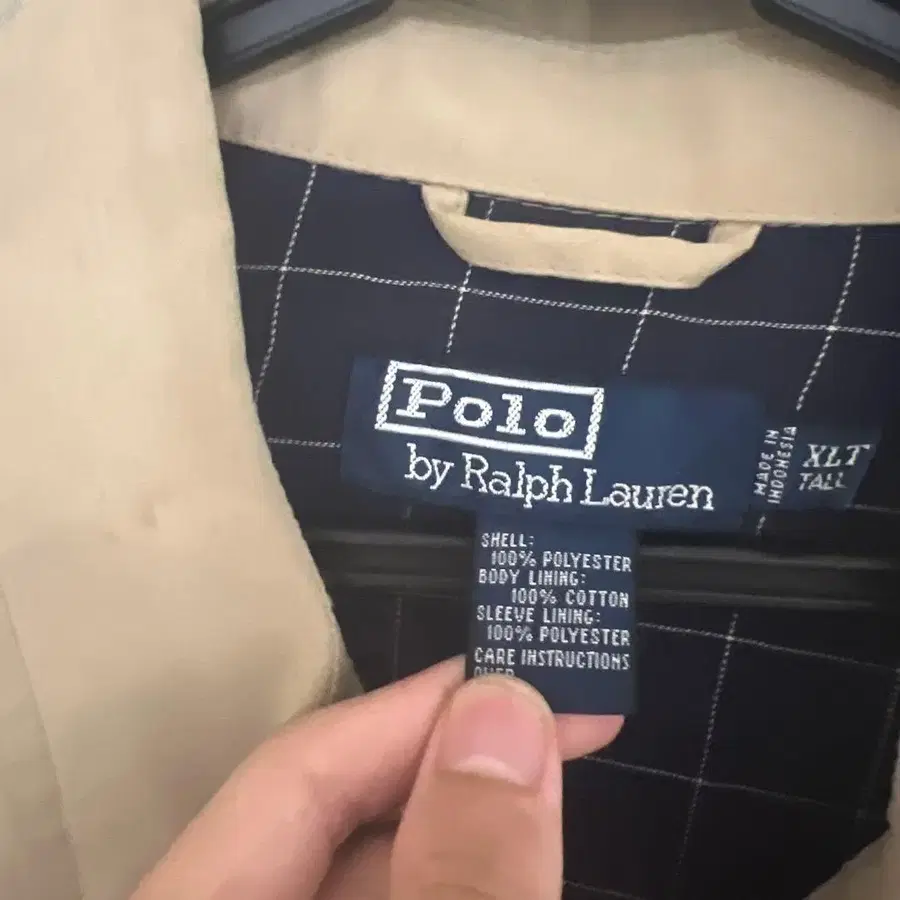 Polo
by Ralph Lauren
MADE IN
INDONESIA
XLT
TALL
SHELL:
100% POLYESTER
BODY LINING:
100% COTTON
SLEEVE LINING:
100% POLYESTER
CARE INSTRUCTIONS
OVER